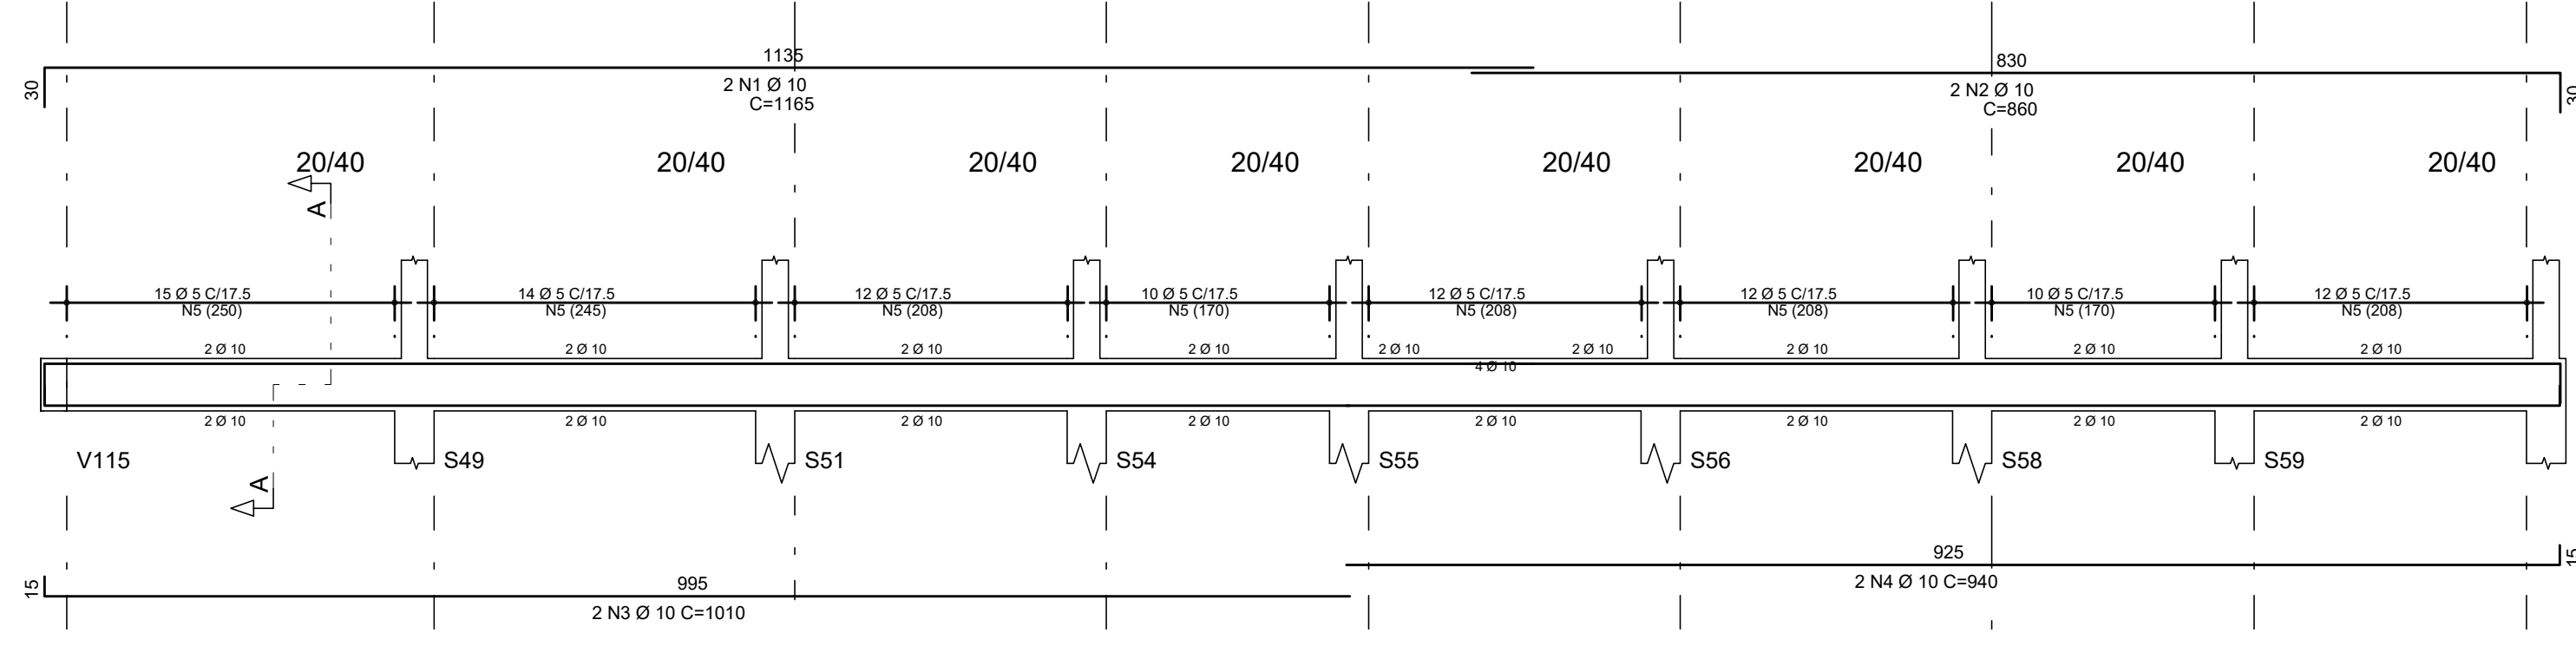 1135
830
30
2 N1 Ø 10
C=1165
2 N2 Ø 10
C=860
30
20/40 20/40 20/40 20/40 20/40 20/40 20/40 20/40
A
15 Ø 5 C/17.5 14 Ø 5 C/17.5 12 Ø 5 C/17.5 10 Ø 5 C/17.5 12 Ø 5 C/17.5 12 Ø 5 C/17.5 10 Ø 5 C/17.5 12 Ø 5 C/17.5
N5 (250) N5 (245) N5 (208) N5 (170) N5 (208) N5 (208) N5 (170) N5 (208)
2 Ø 10 2 Ø 10 2 Ø 10 2 Ø 10 2 Ø 10 2 Ø 10 2 Ø 10 2 Ø 10 2 Ø 10
4 Ø 10
2 Ø 10 2 Ø 10 2 Ø 10 2 Ø 10 2 Ø 10 2 Ø 10 2 Ø 10 2 Ø 10
V115 S49 S51 S54 S55 S56 S58 S59
A
925
15
995
2 N4 Ø 10 C=940
15
2 N3 Ø 10 C=1010